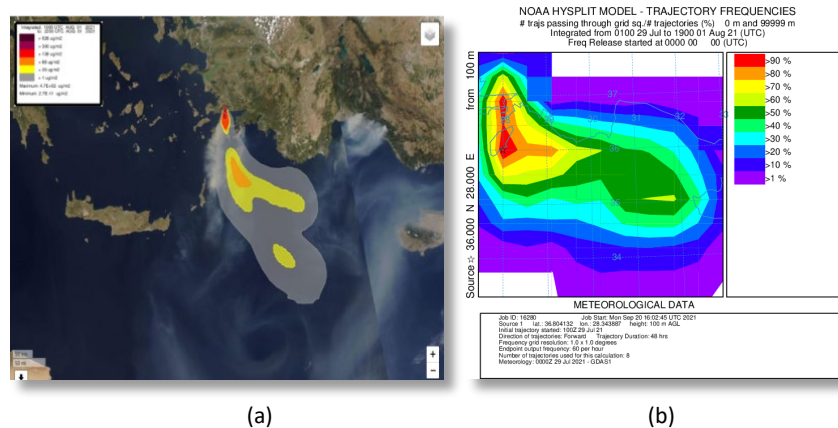 NOAA HYSPLIT MODEL - TRAJECTORY FREQUENCIES
# trajs passing through grid sq./# trajectories (%) 0 m and 99999 m
Integrated from 0100 29 Jul to 1900 01 Aug 21 (UTC)
Freq Release started at 0000 00 00 (UTC)
Source ☆ 36.000 N 28.000 E from 100 m
37
28
29
30
31
32
33
36
35
34
>90 %
>80 %
>70 %
>60 %
>50 %
>40 %
>30 %
>20 %
>10 %
>1 %
METEOROLOGICAL DATA
Job ID: 16280 Job Start: Mon Sep 20 16:02:45 UTC 2021
Source 1 lat.: 36.804132 lon.: 28.343887 height: 100 m AGL
Initial trajectory started: 100Z 29 Jul 21
Direction of trajectories: Forward Trajectory Duration: 48 hrs
Frequency grid resolution: 1.0 x 1.0 degrees
Endpoint output frequency: 60 per hour
Number of trajectories used for this calculation: 8
Meteorology: 0000Z 29 Jul 2021 - GDAS1
(a)
(b)